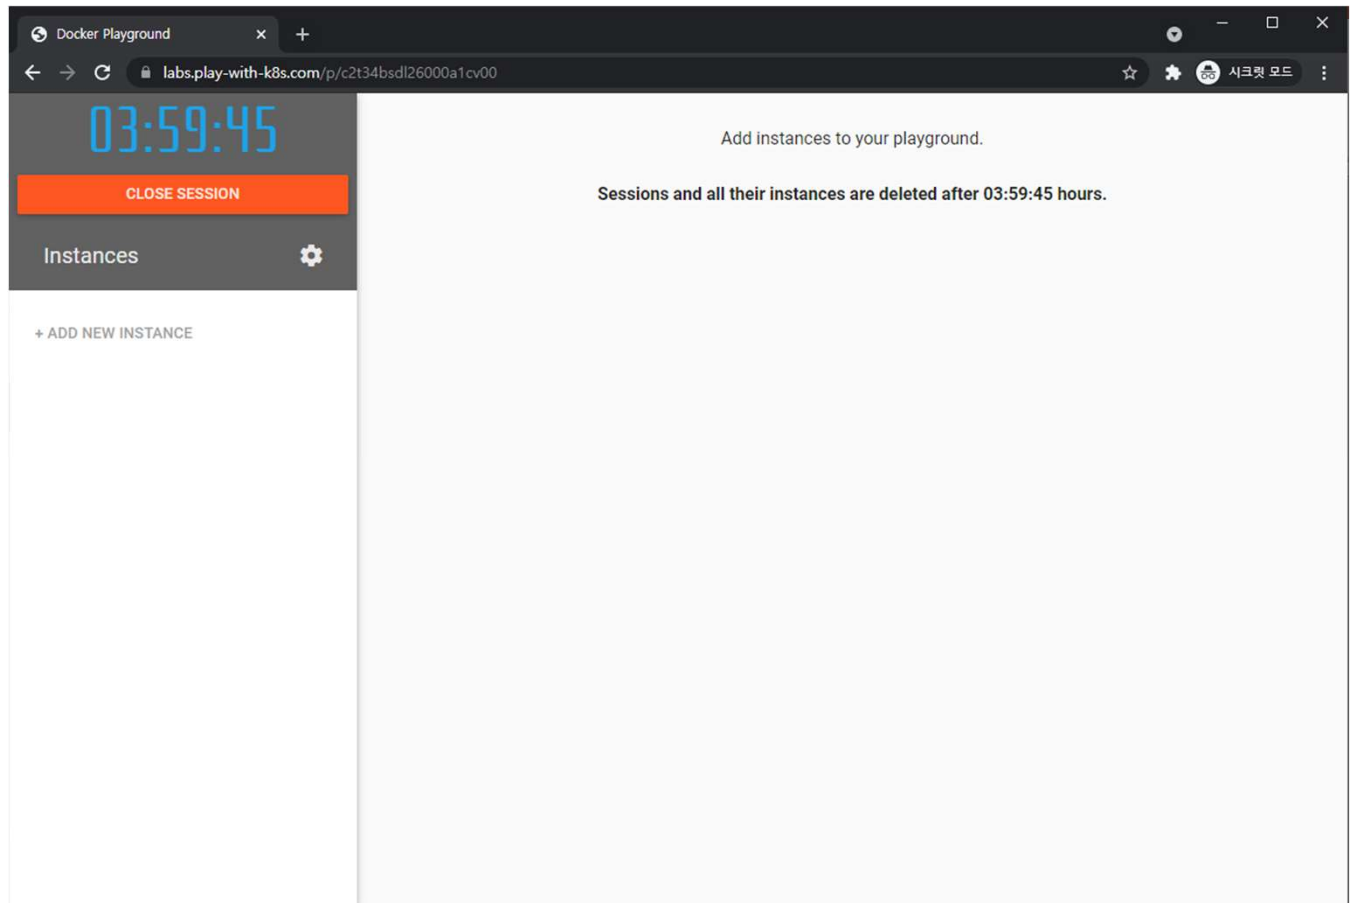 Docker Playground
labs.play-with-k8s.com/p/c2t34bsdl26000a1cv00
시크릿 모드
03:59:45
CLOSE SESSION
Instances
+ ADD NEW INSTANCE
Add instances to your playground.
Sessions and all their instances are deleted after 03:59:45 hours.